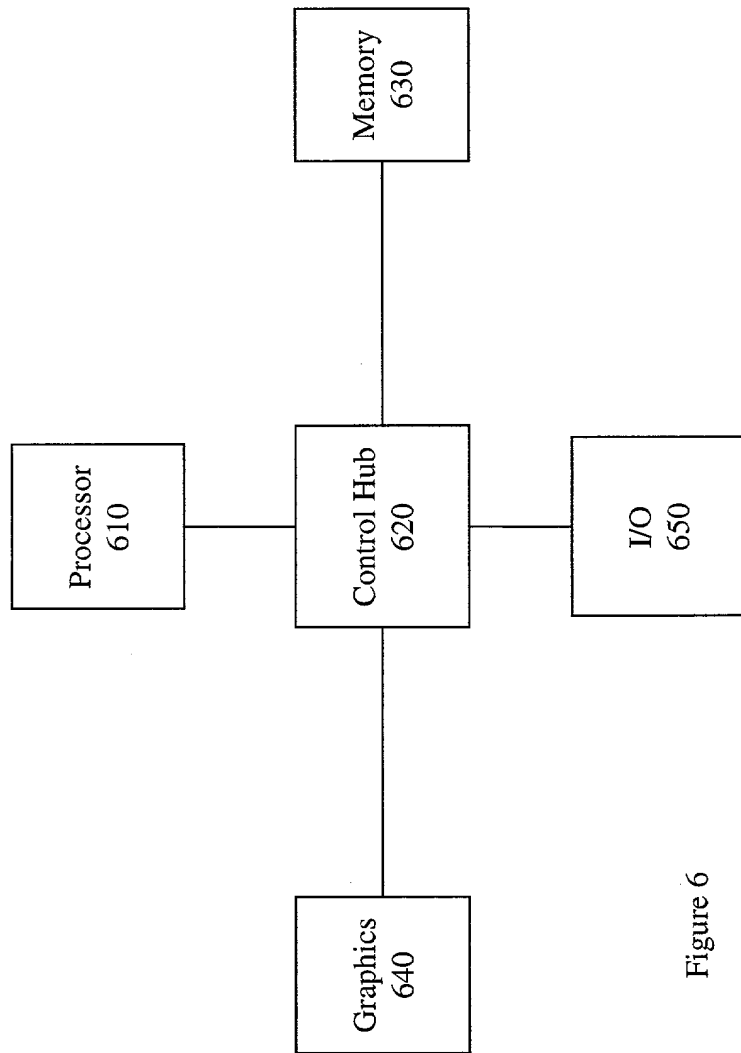 Processor
610
Graphics
640
Control Hub
620
Memory
630
I/O
650
Figure 6